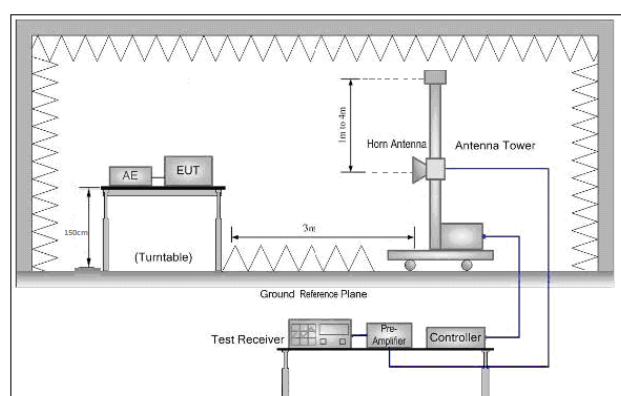 1m to 4m
Horn Antenna
Antenna Tower
AE
EUT
150cm
3m
(Turntable)
Ground Reference Plane
Test Receiver
Pre-
Amplifier
Controller